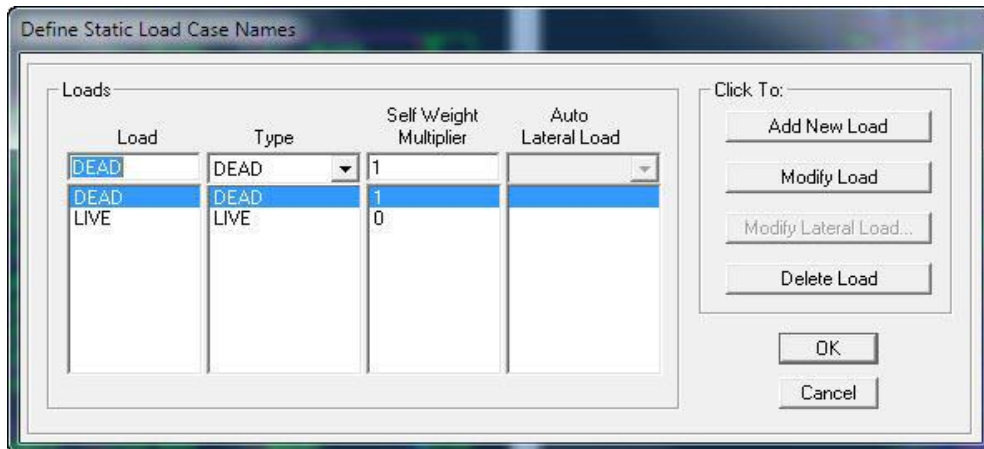 Define Static Load Case Names
Loads
Load Type Self Weight Multiplier Auto Lateral Load
DEAD DEAD 1
DEAD DEAD 1
LIVE LIVE 0
Click To:
Add New Load
Modify Load
Modify Lateral Load...
Delete Load
OK
Cancel